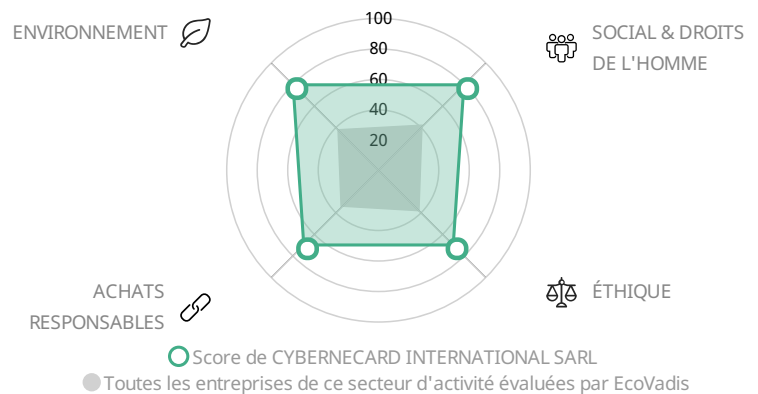 ENVIRONNEMENT
SOCIAL & DROITS
DE L'HOMME
100
80
60
40
20
ACHATS
RESPONSABLES
ÉTHIQUE
Score de CYBERNECARD INTERNATIONAL SARL
Toutes les entreprises de ce secteur d'activité évaluées par EcoVadis